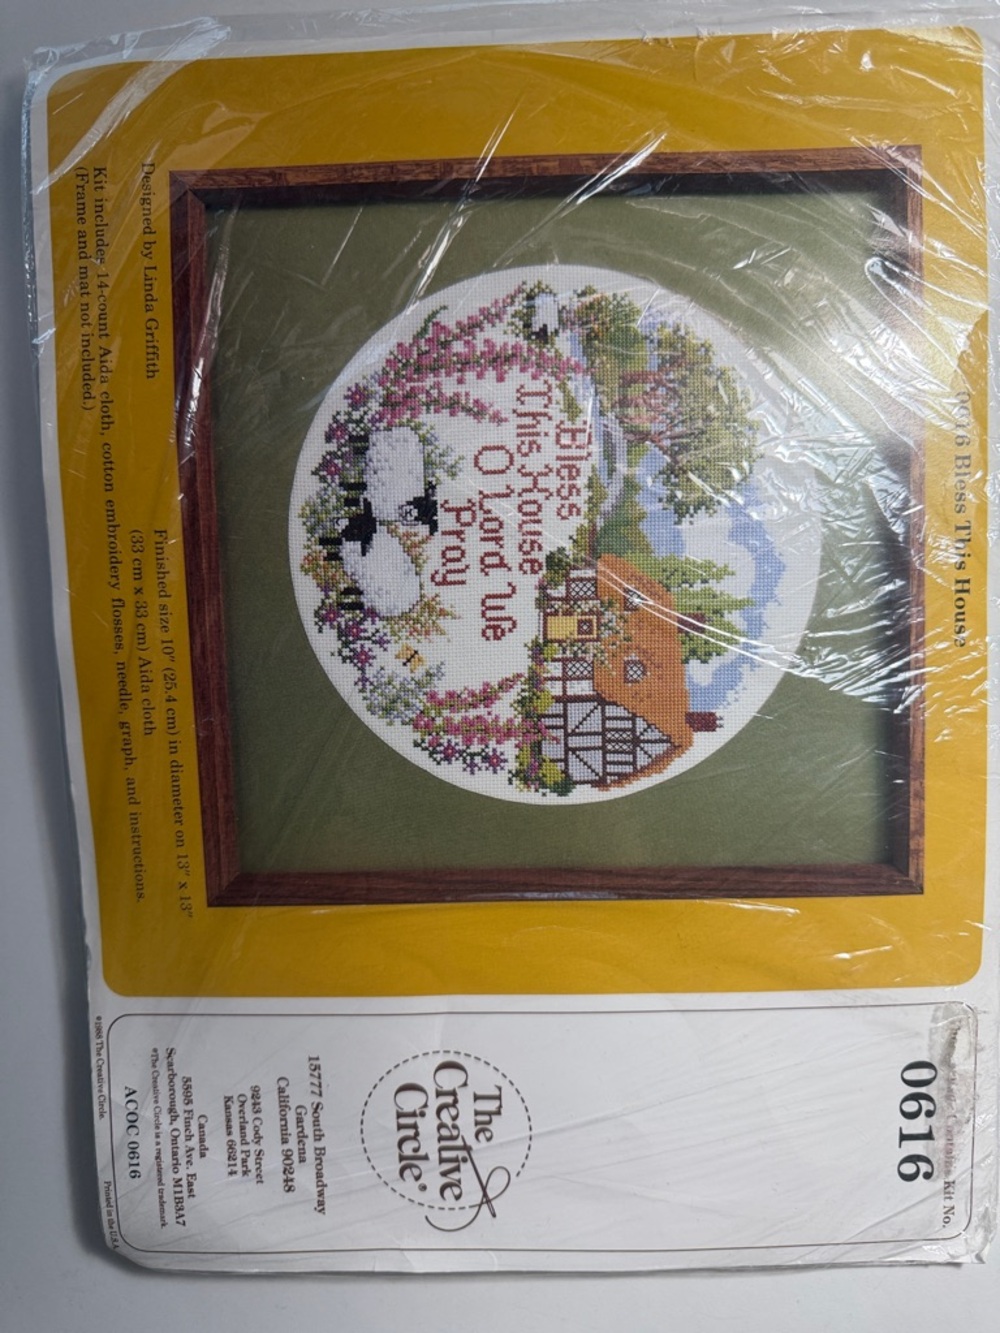 0616 Bless This House
Bless
This House
O Lord We
Pray
Designed by Linda Griffith
Finished size 10" (25.4 cm) in diameter on 13" x 13"
(33 cm x 33 cm) Aida cloth
Kit includes 14-count Aida cloth, cotton embroidery flosses, needle, graph, and instructions.
(Frame and mat not included.)
Contains Kit No.
0616
The
Creative
Circle®
15777 South Broadway
Gardena
California 90248
9243 Cody Street
Overland Park
Kansas 66214
Canada
5595 Finch Ave. East
Scarborough, Ontario M1B3A7
®The Creative Circle is a registered trademark.
ACOC 0616
©1988 The Creative Circle.
Printed in the U.S.A.